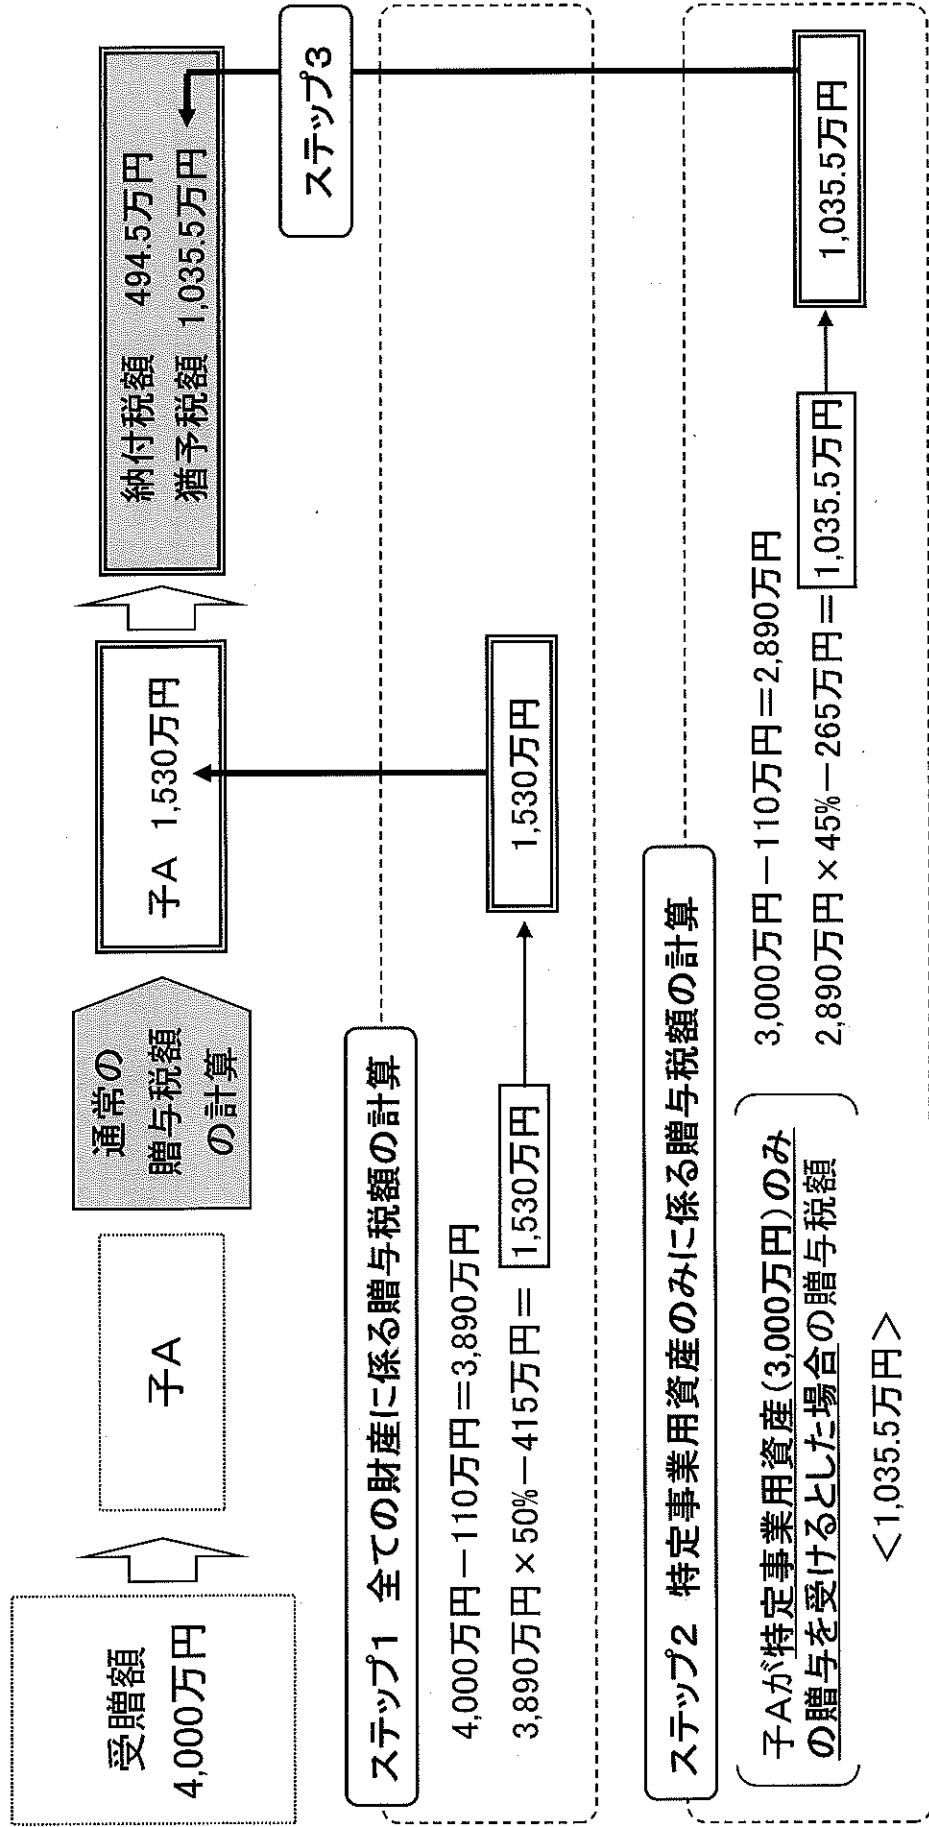 受贈額
4,000万円
子A
通常の
贈与税額
の計算
子A 1,530万円
納付税額 494.5万円
猶予税額 1,035.5万円
ステップ3
ステップ1 全ての財産に係る贈与税額の計算
4,000万円－110万円＝3,890万円
3,890万円×50%－415万円＝ 1,530万円
1,530万円
ステップ2 特定事業用資産のみに係る贈与税額の計算
子Aが特定事業用資産(3,000万円)のみ
の贈与を受けるとした場合の贈与税額
＜1,035.5万円＞
3,000万円－110万円＝2,890万円
2,890万円×45%－265万円＝ 1,035.5万円
1,035.5万円